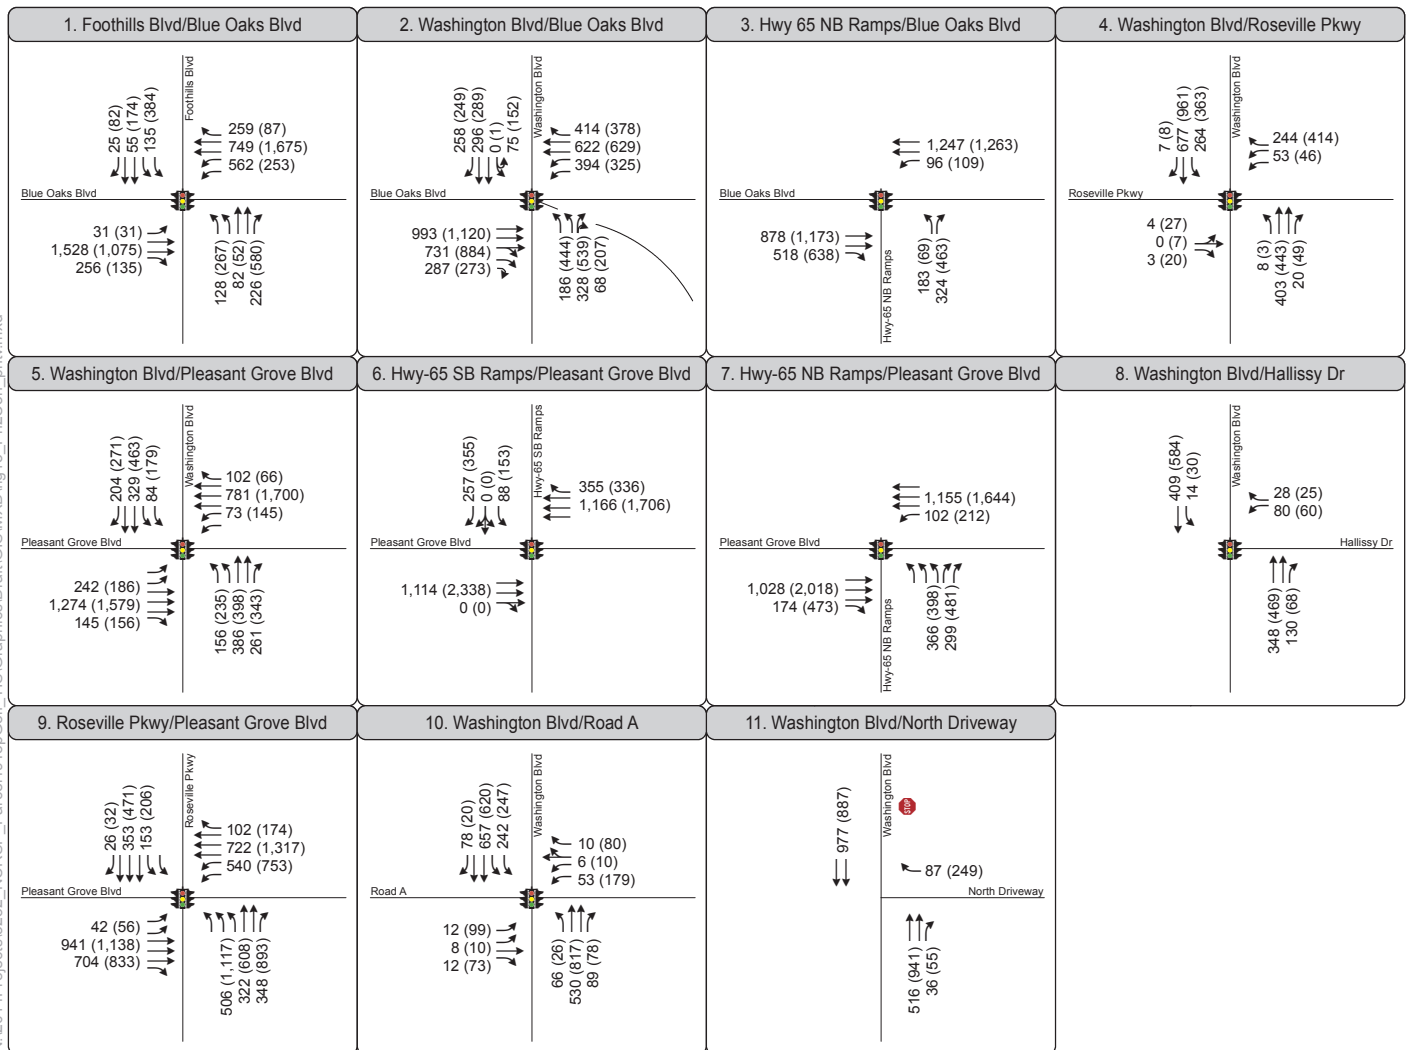 1. Foothills Blvd/Blue Oaks Blvd
25 (82)
55 (174)
135 (384)
Foothills Blvd
259 (87)
749 (1,675)
562 (253)
Blue Oaks Blvd
31 (31)
1,528 (1,075)
256 (135)
128 (267)
82 (52)
226 (580)
2. Washington Blvd/Blue Oaks Blvd
258 (249)
296 (289)
0 (1)
75 (152)
Washington Blvd
414 (378)
622 (629)
394 (325)
Blue Oaks Blvd
993 (1,120)
731 (884)
287 (273)
186 (444)
328 (539)
68 (207)
3. Hwy 65 NB Ramps/Blue Oaks Blvd
1,247 (1,263)
96 (109)
Blue Oaks Blvd
878 (1,173)
518 (638)
Hwy-65 NB Ramps
183 (69)
324 (463)
4. Washington Blvd/Roseville Pkwy
7 (8)
677 (961)
264 (363)
Washington Blvd
244 (414)
53 (46)
Roseville Pkwy
4 (27)
0 (7)
3 (20)
8 (3)
403 (443)
20 (49)
5. Washington Blvd/Pleasant Grove Blvd
204 (271)
329 (463)
84 (179)
Washington Blvd
102 (66)
781 (1,700)
73 (145)
Pleasant Grove Blvd
242 (186)
1,274 (1,579)
145 (156)
156 (235)
386 (398)
261 (343)
6. Hwy-65 SB Ramps/Pleasant Grove Blvd
257 (355)
0 (0)
88 (153)
Hwy-65 SB Ramps
355 (336)
1,166 (1,706)
Pleasant Grove Blvd
1,114 (2,338)
0 (0)
7. Hwy-65 NB Ramps/Pleasant Grove Blvd
1,155 (1,644)
102 (212)
Pleasant Grove Blvd
1,028 (2,018)
174 (473)
Hwy-65 NB Ramps
366 (398)
299 (481)
8. Washington Blvd/Hallissy Dr
409 (584)
14 (30)
Washington Blvd
28 (25)
80 (60)
Hallissy Dr
348 (469)
130 (68)
9. Roseville Pkwy/Pleasant Grove Blvd
26 (32)
353 (471)
153 (206)
Roseville Pkwy
102 (174)
722 (1,317)
540 (753)
Pleasant Grove Blvd
42 (56)
941 (1,138)
704 (833)
506 (1,117)
322 (608)
348 (893)
10. Washington Blvd/Road A
78 (20)
657 (620)
242 (247)
Washington Blvd
10 (80)
6 (10)
53 (179)
Road A
12 (99)
8 (10)
12 (73)
66 (26)
530 (817)
89 (78)
11. Washington Blvd/North Driveway
977 (887)
Washington Blvd
STOP
87 (249)
North Driveway
516 (941)
36 (55)